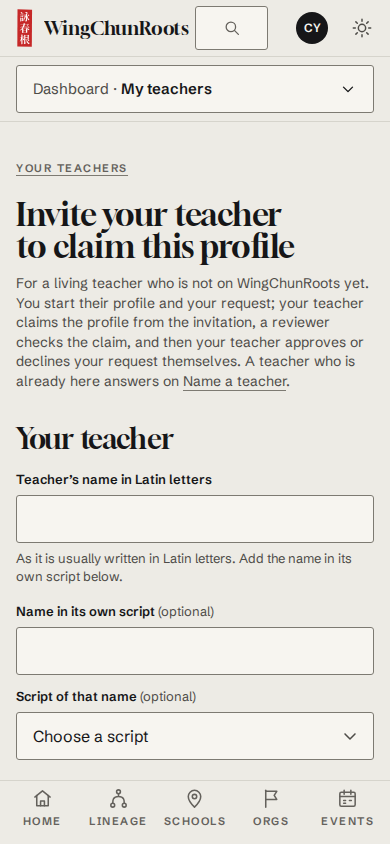 詠春根
WingChunRoots
CY
Dashboard · My teachers
YOUR TEACHERS
Invite your teacher
to claim this profile
For a living teacher who is not on WingChunRoots yet.
You start their profile and your request; your teacher
claims the profile from the invitation, a reviewer
checks the claim, and then your teacher approves or
declines your request themselves. A teacher who is
already here answers on Name a teacher.
Your teacher
Teacher’s name in Latin letters
As it is usually written in Latin letters. Add the name in its
own script below.
Name in its own script (optional)
Script of that name (optional)
Choose a script
HOME LINEAGE SCHOOLS ORGS EVENTS